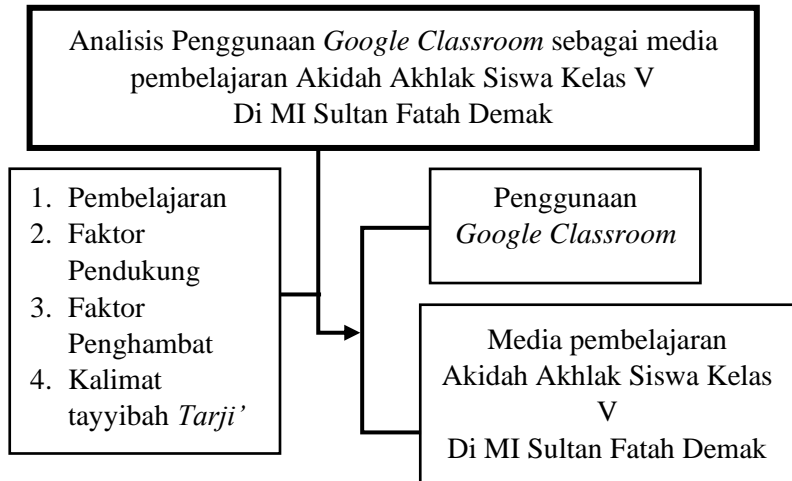 Analisis Penggunaan Google Classroom sebagai media
pembelajaran Akidah Akhlak Siswa Kelas V
Di MI Sultan Fatah Demak
1. Pembelajaran
2. Faktor
Pendukung
3. Faktor
Penghambat
4. Kalimat
tayyibah Tarji’
Penggunaan
Google Classroom
Media pembelajaran
Akidah Akhlak Siswa Kelas
V
Di MI Sultan Fatah Demak